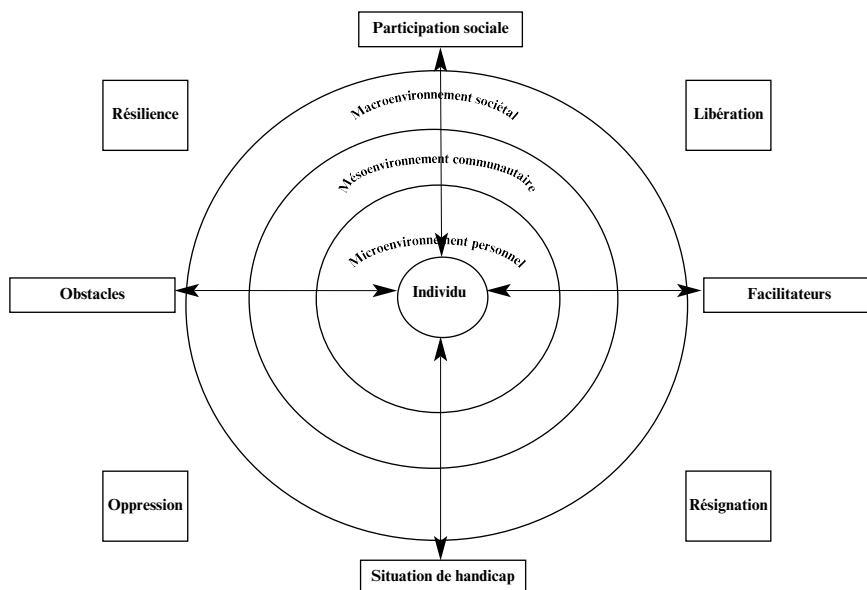 Participation sociale
Résilience
Macroenvironnement sociétal
Libération
Mésoenvironnement communautaire
Microenvironnement personnel
Obstacles
Individu
Facilitateurs
Oppression
Résignation
Situation de handicap